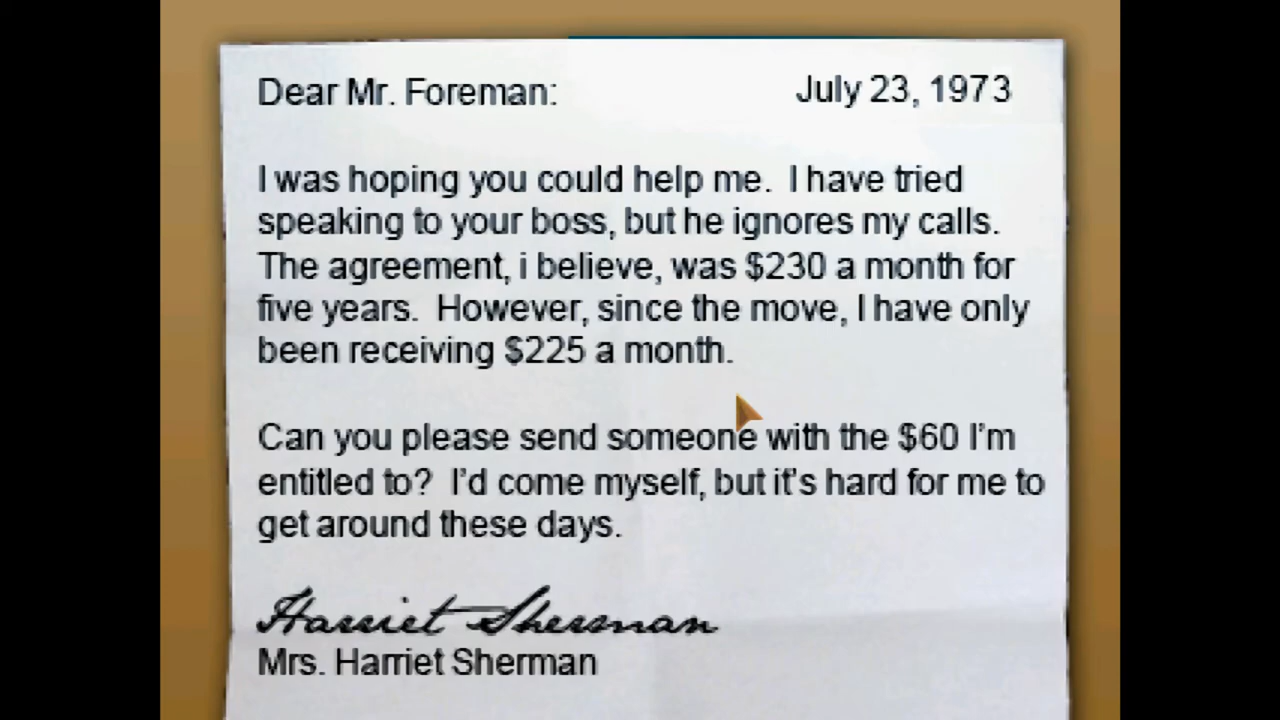 Dear Mr. Foreman: July 23, 1973
I was hoping you could help me. I have tried
speaking to your boss, but he ignores my calls.
The agreement, i believe, was $230 a month for
five years. However, since the move, I have only
been receiving $225 a month.
Can you please send someone with the $60 I'm
entitled to? I'd come myself, but it's hard for me to
get around these days.
Harriet Sherman
Mrs. Harriet Sherman